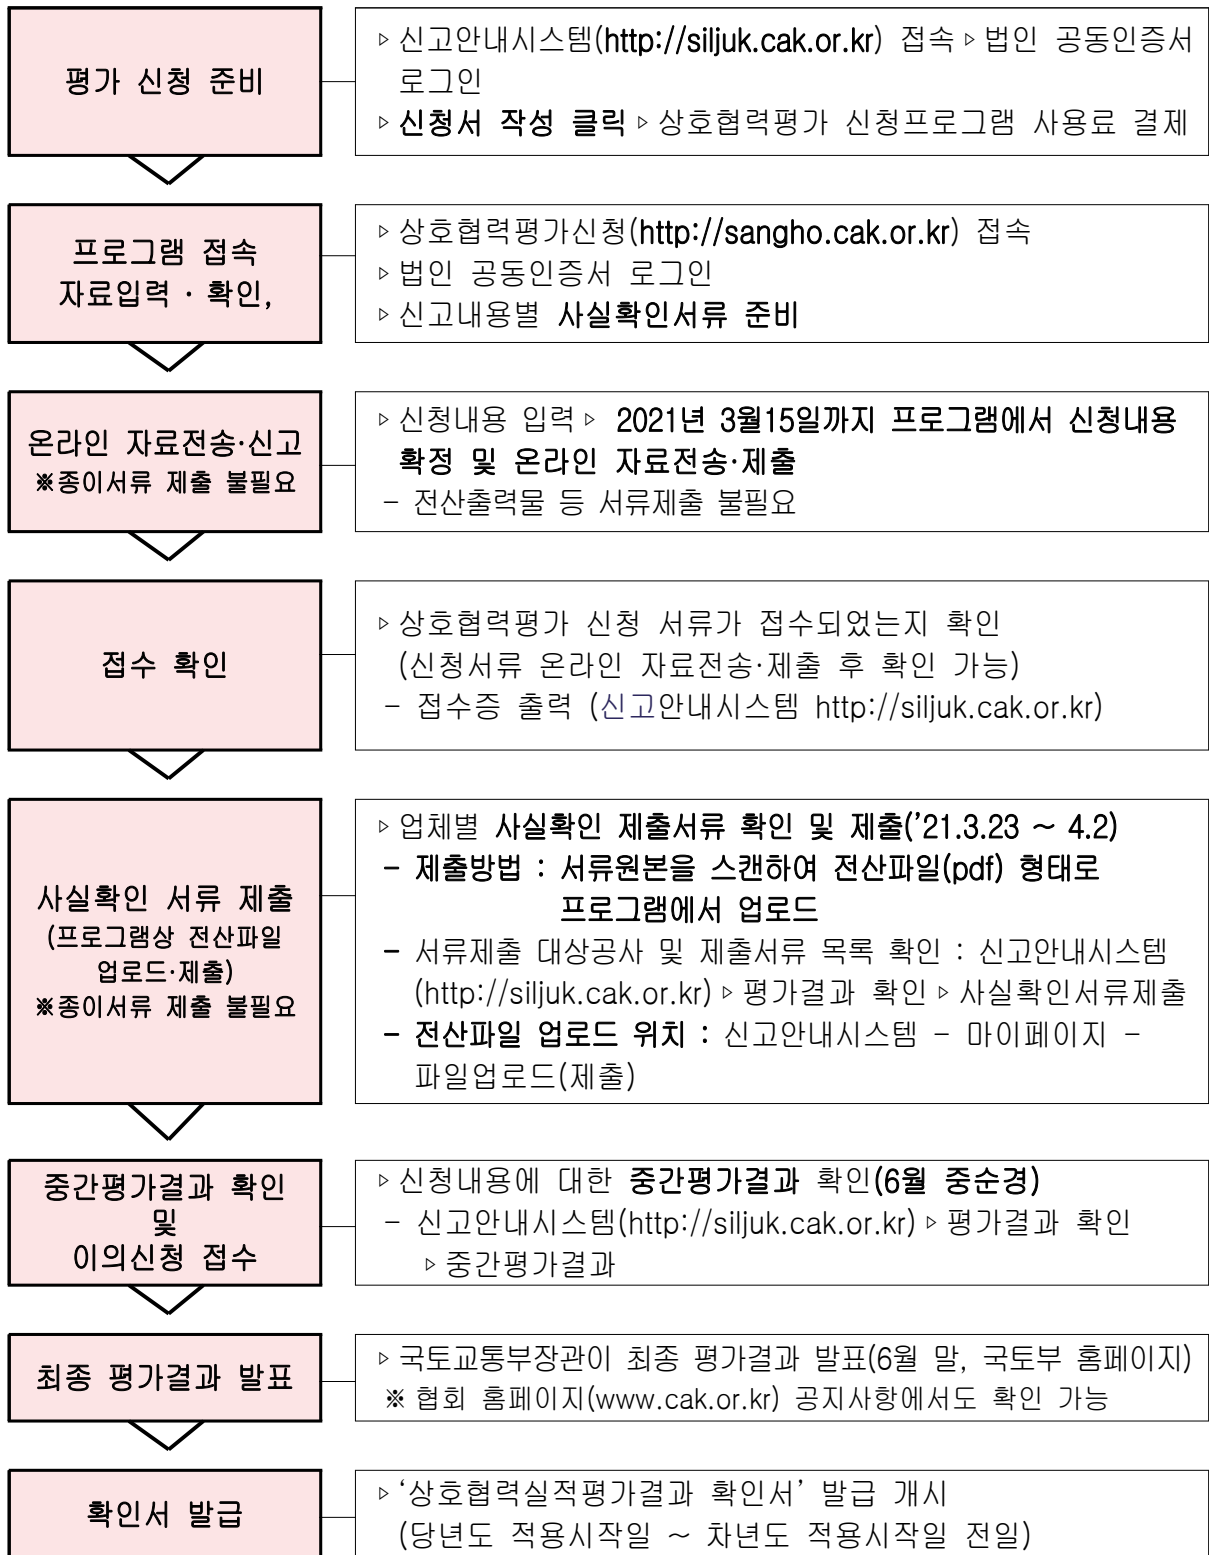 평가 신청 준비
▹신고안내시스템(http://siljuk.cak.or.kr) 접속▹법인 공동인증서
로그인
▹신청서 작성 클릭▹상호협력평가 신청프로그램 사용료 결제
프로그램 접속
자료입력 · 확인,
▹상호협력평가신청(http://sangho.cak.or.kr) 접속
▹법인 공동인증서 로그인
▹신고내용별 사실확인서류 준비
온라인 자료전송·신고
※종이서류 제출 불필요
▹신청내용 입력▹ 2021년 3월15일까지 프로그램에서 신청내용
확정 및 온라인 자료전송·제출
- 전산출력물 등 서류제출 불필요
접수 확인
▹상호협력평가 신청 서류가 접수되었는지 확인
(신청서류 온라인 자료전송·제출 후 확인 가능)
- 접수증 출력 (신고안내시스템 http://siljuk.cak.or.kr)
사실확인 서류 제출
(프로그램상 전산파일
업로드·제출)
※종이서류 제출 불필요
▹업체별 사실확인 제출서류 확인 및 제출(’21.3.23 ~ 4.2)
- 제출방법 : 서류원본을 스캔하여 전산파일(pdf) 형태로
프로그램에서 업로드
- 서류제출 대상공사 및 제출서류 목록 확인 : 신고안내시스템
(http://siljuk.cak.or.kr)▹평가결과 확인▹사실확인서류제출
- 전산파일 업로드 위치 : 신고안내시스템 - 마이페이지 -
파일업로드(제출)
중간평가결과 확인
및
이의신청 접수
▹신청내용에 대한 중간평가결과 확인(6월 중순경)
- 신고안내시스템(http://siljuk.cak.or.kr)▹평가결과 확인
▹중간평가결과
최종 평가결과 발표
▹국토교통부장관이 최종 평가결과 발표(6월 말, 국토부 홈페이지)
※ 협회 홈페이지(www.cak.or.kr) 공지사항에서도 확인 가능
확인서 발급
▹‘상호협력실적평가결과 확인서’ 발급 개시
(당년도 적용시작일 ~ 차년도 적용시작일 전일)